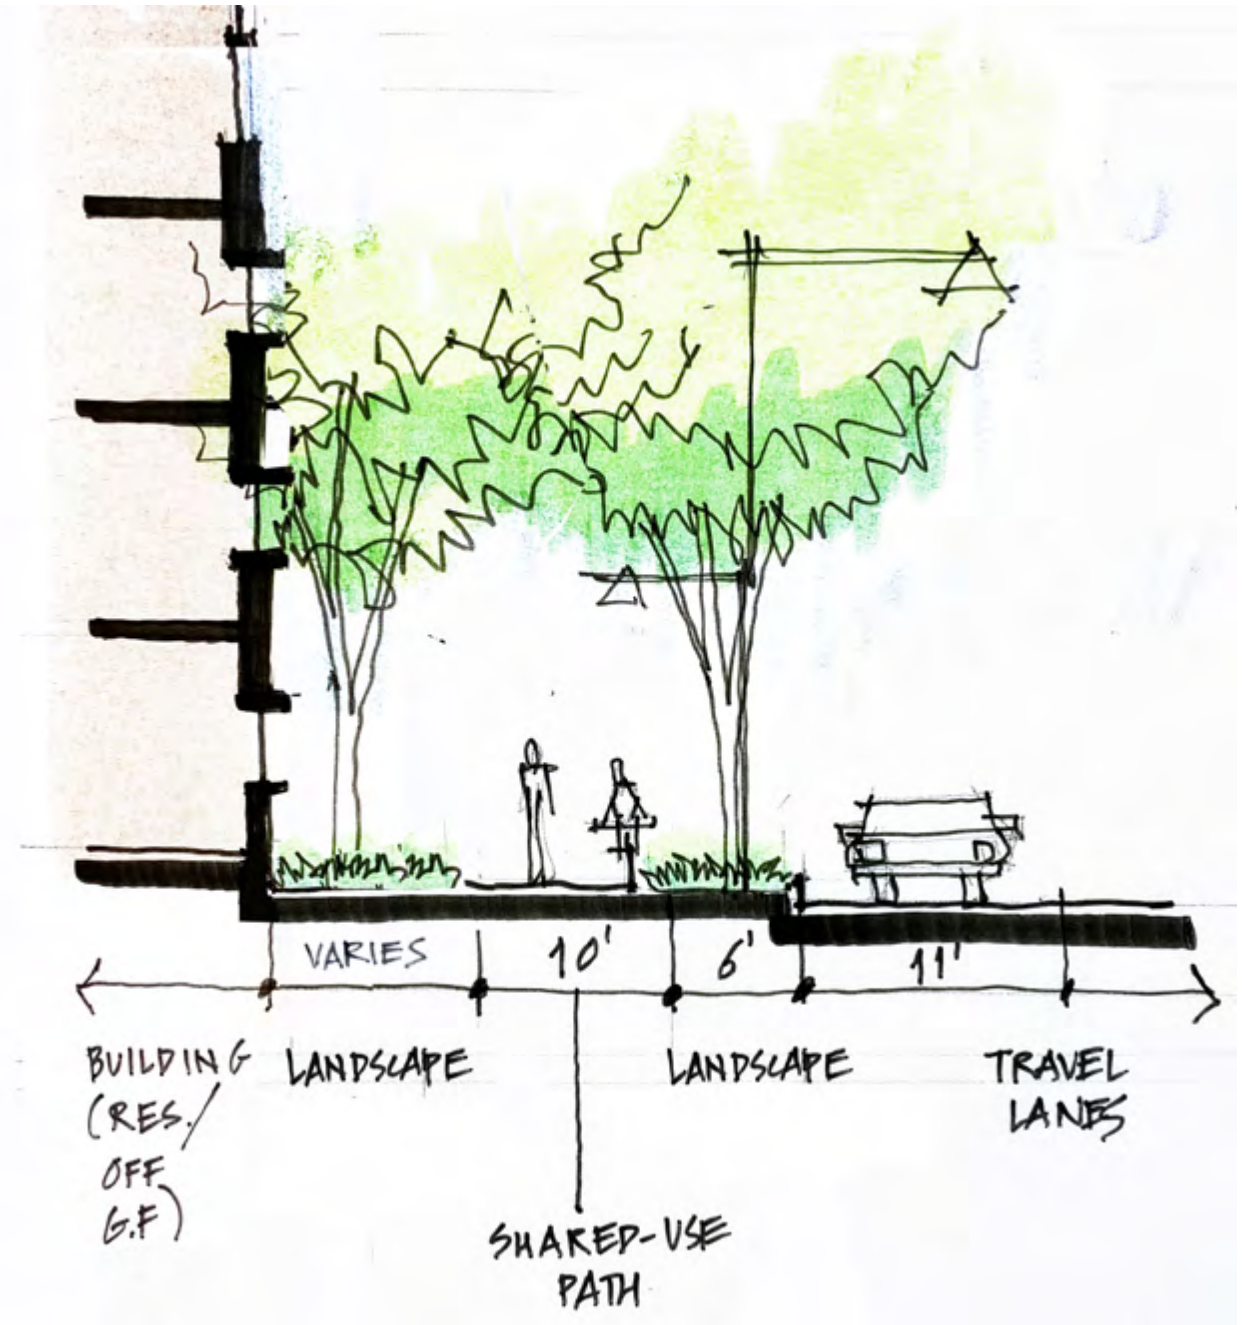 VARIES 10' 6' 11'
BUILDING LANDSCAPE LANDSCAPE TRAVEL
(RES./ LANES
OFF
G.F)
SHARED-USE
PATH